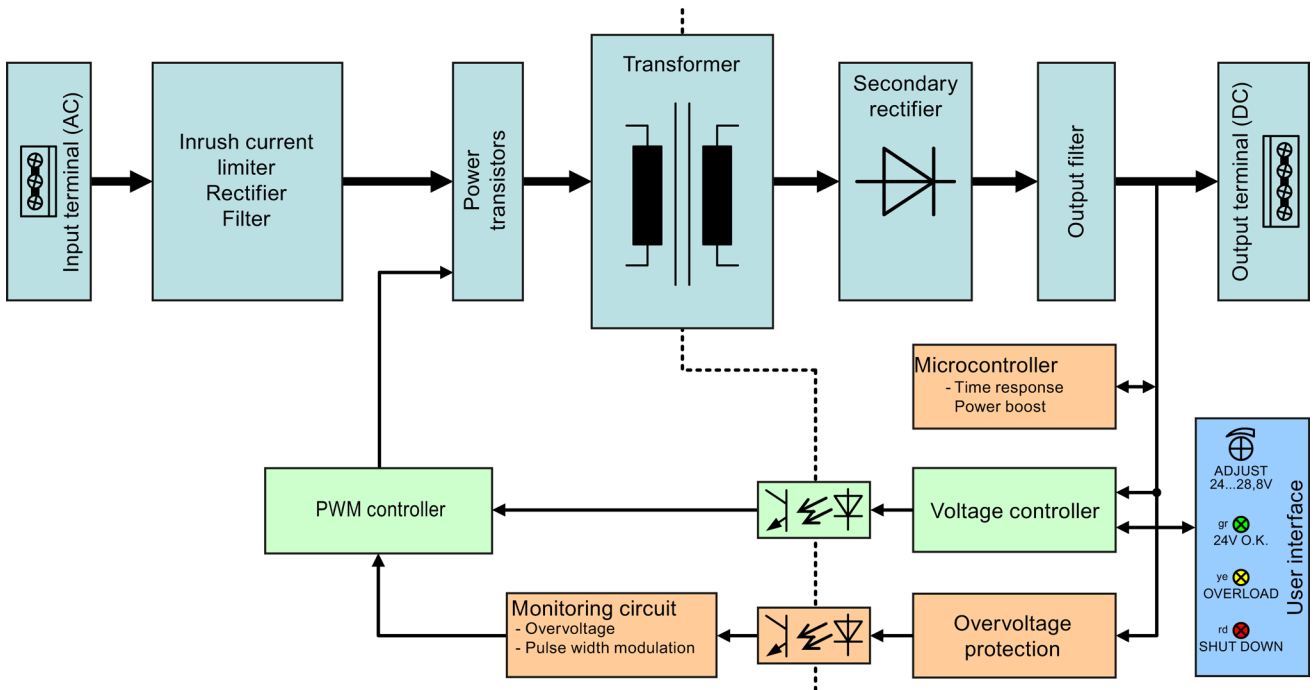 Input terminal (AC)
Inrush current
limiter
Rectifier
Filter
Power
transistors
Transformer
Secondary
rectifier
Output filter
Output terminal (DC)
Microcontroller
- Time response
Power boost
PWM controller
Voltage controller
Monitoring circuit
- Overvoltage
- Pulse width modulation
Overvoltage
protection
ADJUST
24...28,8V
gr
24V O.K.
ye
OVERLOAD
rd
SHUT DOWN
User interface